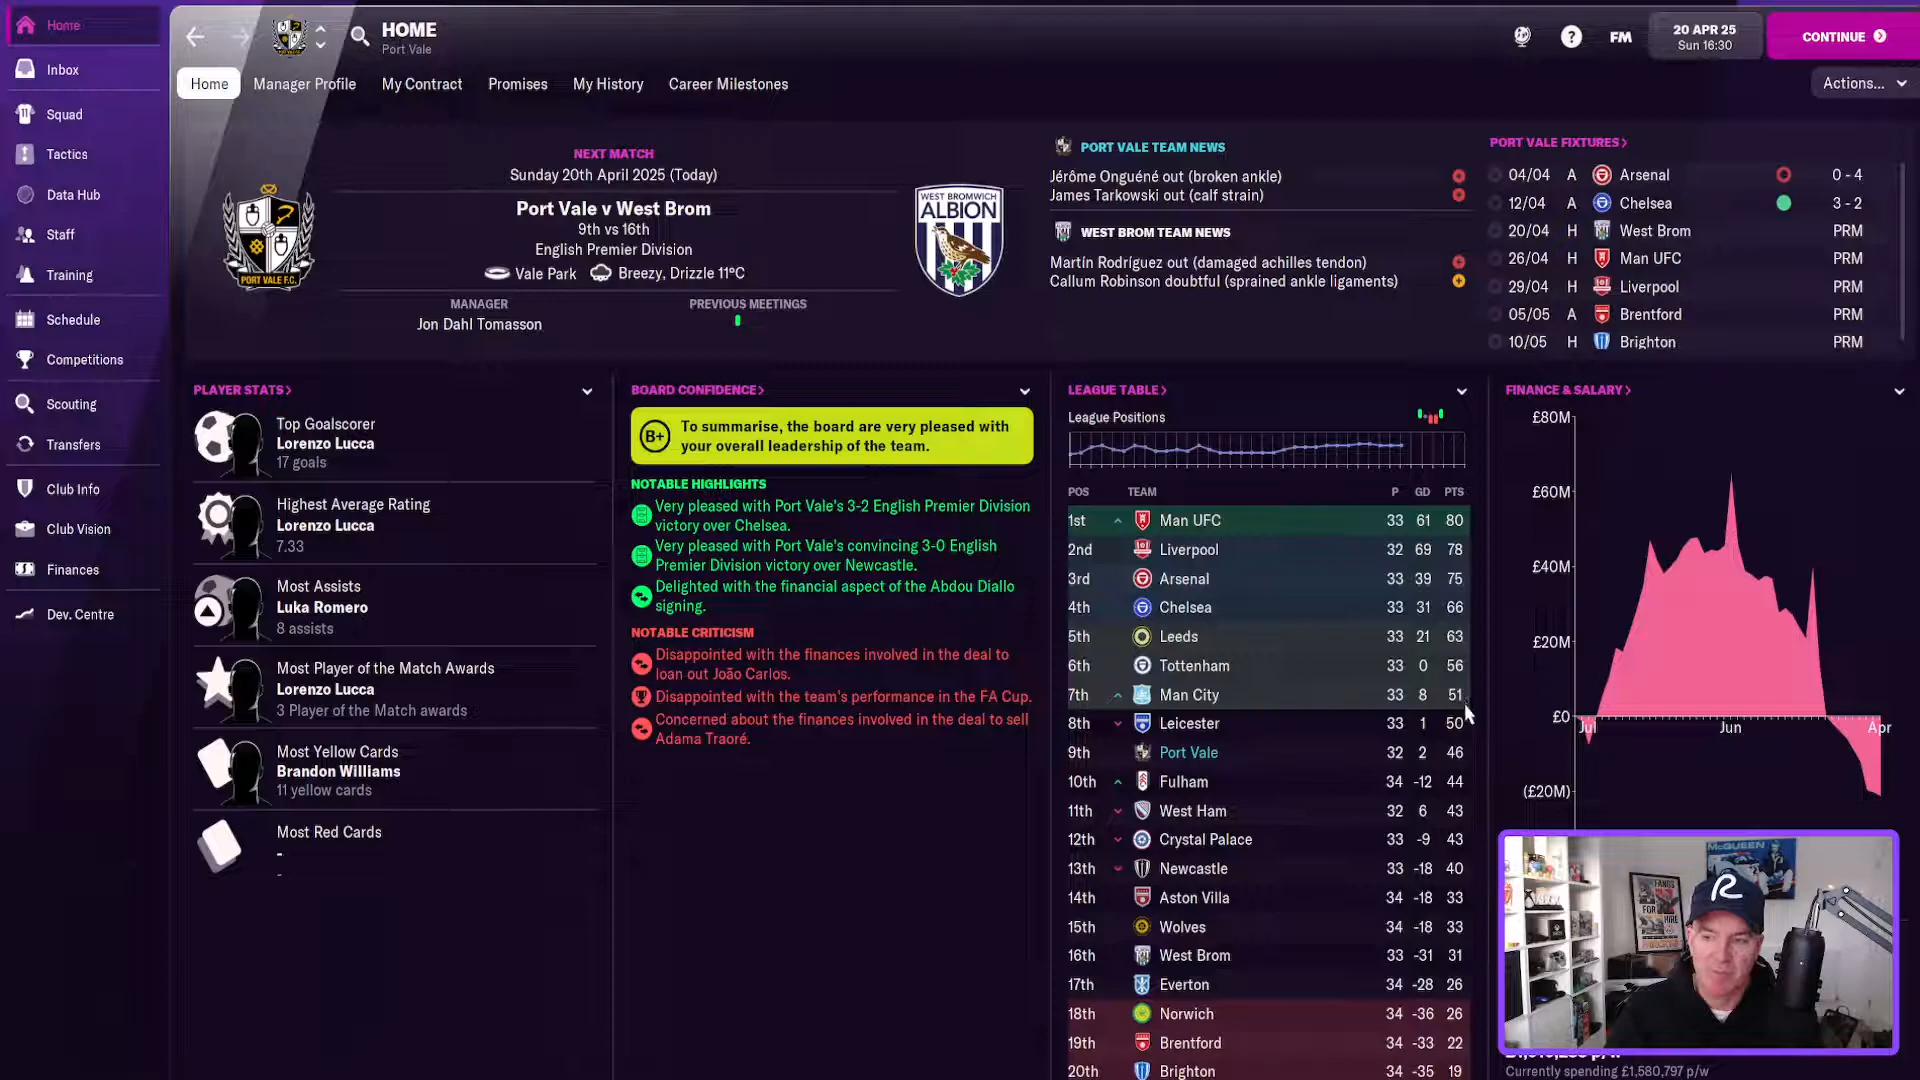 Home
Inbox
Squad
Tactics
Data Hub
Staff
Training
Schedule
Competitions
Scouting
Transfers
Club Info
Club Vision
Finances
Dev. Centre
HOME
Port Vale
FM
20 APR 25
Sun 16:30
CONTINUE
Home Manager Profile My Contract Promises My History Career Milestones
Actions...
PORT VALE F.C.
NEXT MATCH
Sunday 20th April 2025 (Today)
Port Vale v West Brom
9th vs 16th
English Premier Division
Vale Park Breezy, Drizzle 11ºC
MANAGER
Jon Dahl Tomasson
PREVIOUS MEETINGS
WEST BROMWICH
ALBION
PORT VALE TEAM NEWS
Jérôme Onguéné out (broken ankle)
James Tarkowski out (calf strain)
WEST BROM TEAM NEWS
Martín Rodríguez out (damaged achilles tendon)
Callum Robinson doubtful (sprained ankle ligaments)
PORT VALE FIXTURES>
04/04 A Arsenal 0 - 4
12/04 A Chelsea 3 - 2
20/04 H West Brom PRM
26/04 H Man UFC PRM
29/04 H Liverpool PRM
05/05 A Brentford PRM
10/05 H Brighton PRM
PLAYER STATS>
Top Goalscorer
Lorenzo Lucca
17 goals
Highest Average Rating
Lorenzo Lucca
7.33
Most Assists
Luka Romero
8 assists
Most Player of the Match Awards
Lorenzo Lucca
3 Player of the Match awards
Most Yellow Cards
Brandon Williams
11 yellow cards
Most Red Cards
-
-
BOARD CONFIDENCE>
B+
To summarise, the board are very pleased with
your overall leadership of the team.
NOTABLE HIGHLIGHTS
Very pleased with Port Vale's 3-2 English Premier Division
victory over Chelsea.
Very pleased with Port Vale's convincing 3-0 English
Premier Division victory over Newcastle.
Delighted with the financial aspect of the Abdou Diallo
signing.
NOTABLE CRITICISM
Disappointed with the finances involved in the deal to
loan out João Carlos.
Disappointed with the team's performance in the FA Cup.
Concerned about the finances involved in the deal to sell
Adama Traoré.
LEAGUE TABLE>
League Positions
POS TEAM P GD PTS
1st Man UFC 33 61 80
2nd Liverpool 32 69 78
3rd Arsenal 33 39 75
4th Chelsea 33 31 66
5th Leeds 33 21 63
6th Tottenham 33 0 56
7th Man City 33 8 51
8th Leicester 33 1 50
9th Port Vale 32 2 46
10th Fulham 34 -12 44
11th West Ham 32 6 43
12th Crystal Palace 33 -9 43
13th Newcastle 33 -18 40
14th Aston Villa 34 -18 33
15th Wolves 34 -18 33
16th West Brom 33 -31 31
17th Everton 34 -28 26
18th Norwich 34 -36 26
19th Brentford 34 -33 22
20th Brighton 34 -35 19
FINANCE & SALARY>
£80M
£60M
£40M
£20M
£0
(£20M)
Jul Jun Apr
McQUEEN
FANGS
FOR
HIRE
R
Currently spending £1,580,797 p/w